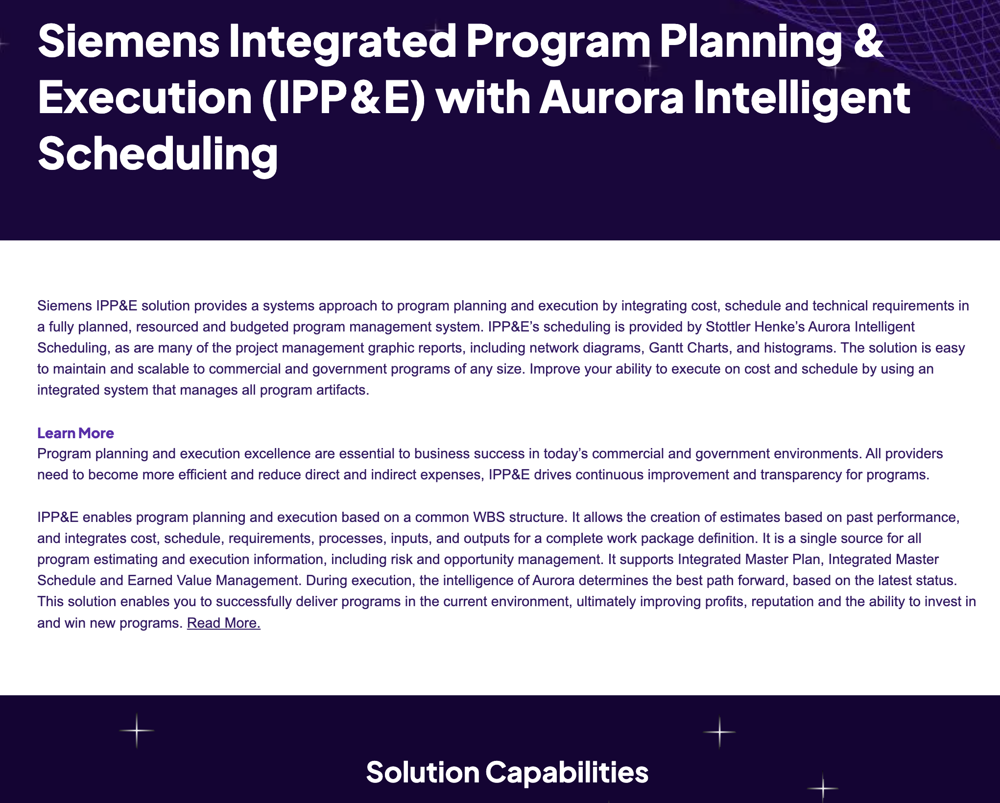 Siemens Integrated Program Planning &
Execution (IPP&E) with Aurora Intelligent
Scheduling
Siemens IPP&E solution provides a systems approach to program planning and execution by integrating cost, schedule and technical requirements in
a fully planned, resourced and budgeted program management system. IPP&E’s scheduling is provided by Stottler Henke’s Aurora Intelligent
Scheduling, as are many of the project management graphic reports, including network diagrams, Gantt Charts, and histograms. The solution is easy
to maintain and scalable to commercial and government programs of any size. Improve your ability to execute on cost and schedule by using an
integrated system that manages all program artifacts.
Learn More
Program planning and execution excellence are essential to business success in today’s commercial and government environments. All providers
need to become more efficient and reduce direct and indirect expenses, IPP&E drives continuous improvement and transparency for programs.
IPP&E enables program planning and execution based on a common WBS structure. It allows the creation of estimates based on past performance,
and integrates cost, schedule, requirements, processes, inputs, and outputs for a complete work package definition. It is a single source for all
program estimating and execution information, including risk and opportunity management. It supports Integrated Master Plan, Integrated Master
Schedule and Earned Value Management. During execution, the intelligence of Aurora determines the best path forward, based on the latest status.
This solution enables you to successfully deliver programs in the current environment, ultimately improving profits, reputation and the ability to invest in
and win new programs. Read More.
Solution Capabilities